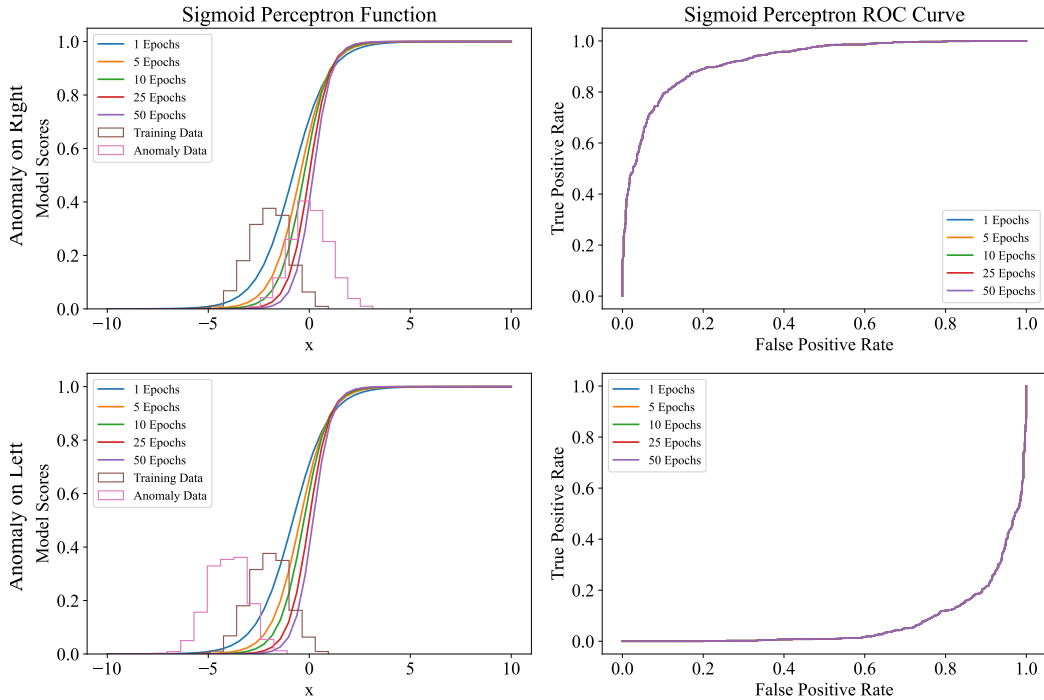 Sigmoid Perceptron Function
Anomaly on Right
Model Scores
1.0
0.8
0.6
0.4
0.2
0.0
1 Epochs
5 Epochs
10 Epochs
25 Epochs
50 Epochs
Training Data
Anomaly Data
−10
−5
0
5
10
x
Sigmoid Perceptron ROC Curve
True Positive Rate
1.0
0.8
0.6
0.4
0.2
0.0
1 Epochs
5 Epochs
10 Epochs
25 Epochs
50 Epochs
0.0
0.2
0.4
0.6
0.8
1.0
False Positive Rate
Anomaly on Left
Model Scores
1.0
0.8
0.6
0.4
0.2
0.0
1 Epochs
5 Epochs
10 Epochs
25 Epochs
50 Epochs
Training Data
Anomaly Data
−10
−5
0
5
10
x
True Positive Rate
1.0
0.8
0.6
0.4
0.2
0.0
1 Epochs
5 Epochs
10 Epochs
25 Epochs
50 Epochs
0.0
0.2
0.4
0.6
0.8
1.0
False Positive Rate